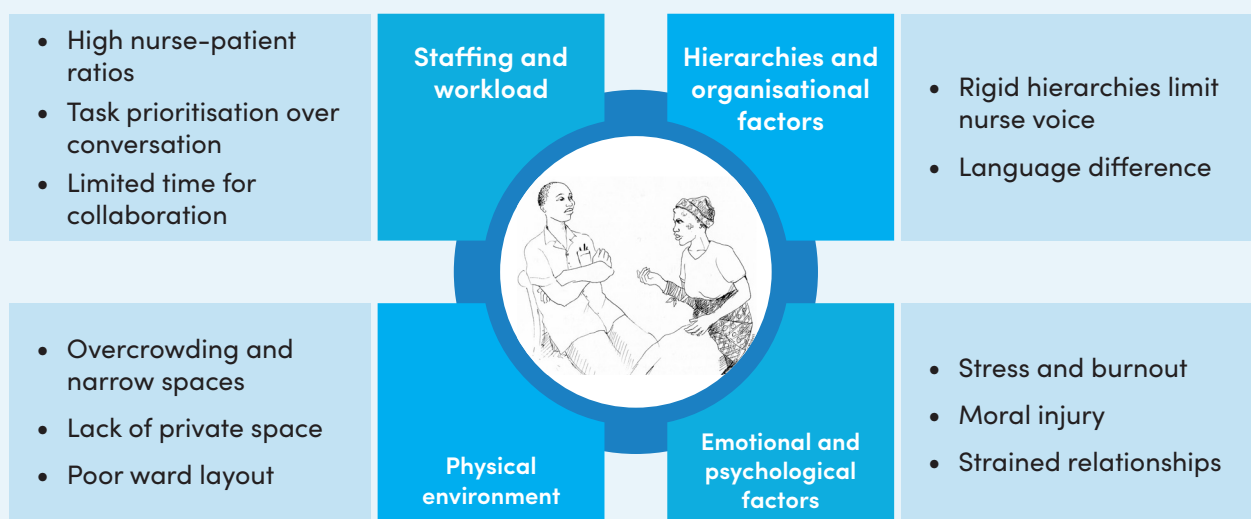 • High nurse-patient
ratios
• Task prioritisation over
conversation
• Limited time for
collaboration
Staffing and
workload
Hierarchies and
organisational
factors
• Rigid hierarchies limit
nurse voice
• Language difference
• Overcrowding and
narrow spaces
• Lack of private space
• Poor ward layout
Physical
environment
Emotional and
psychological
factors
• Stress and burnout
• Moral injury
• Strained relationships